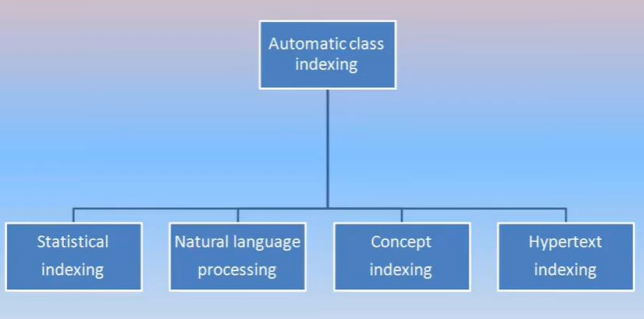 Automatic class
indexing
Statistical
indexing
Natural language
processing
Concept
indexing
Hypertext
indexing